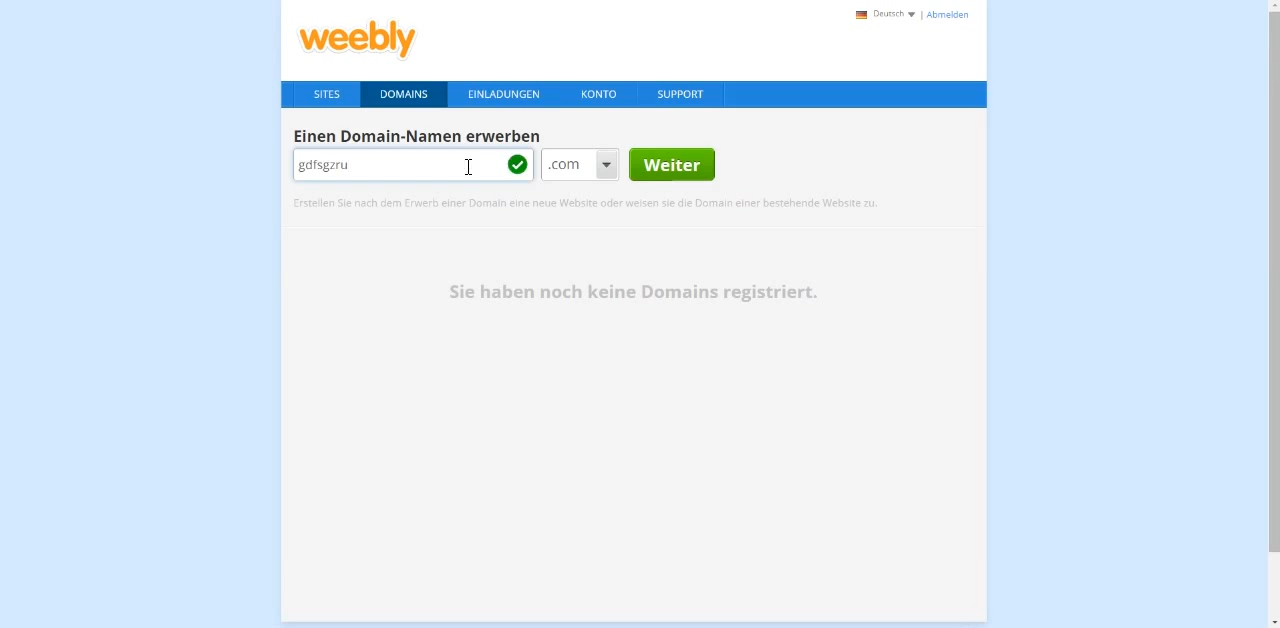 Deutsch | Abmelden
weebly
SITES DOMAINS EINLADUNGEN KONTO SUPPORT
Einen Domain-Namen erwerben
gdfsgzru .com Weiter
Erstellen Sie nach dem Erwerb einer Domain eine neue Website oder weisen sie die Domain einer bestehende Website zu.
Sie haben noch keine Domains registriert.